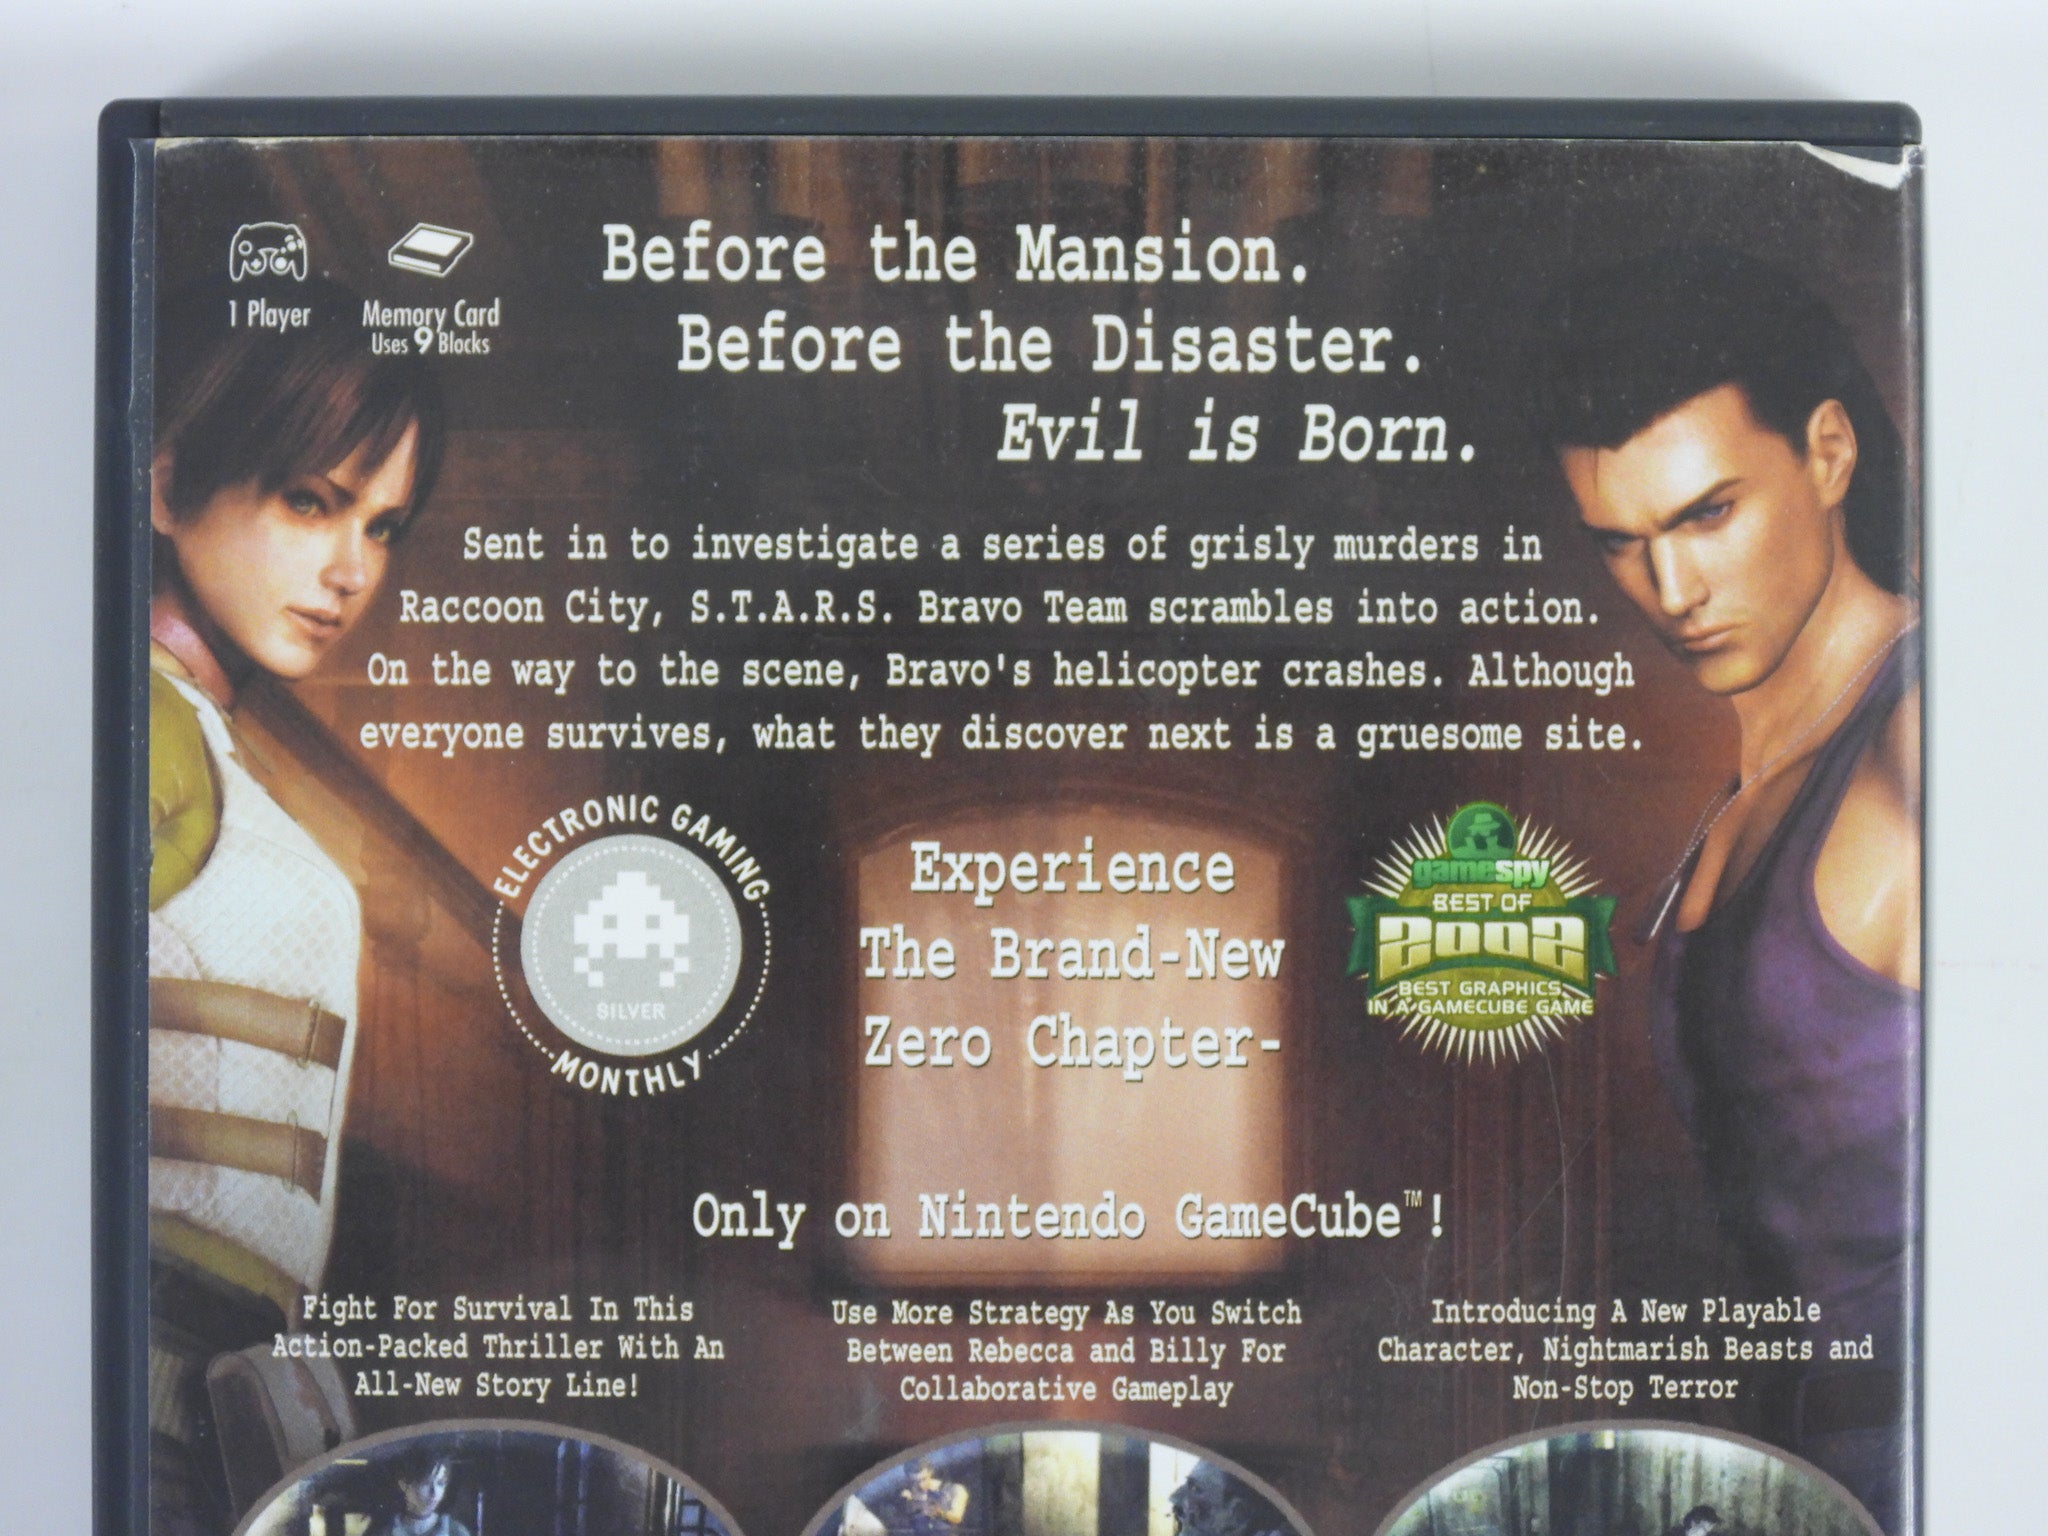 1 Player
Memory Card
Uses 9 Blocks
Before the Mansion.
Before the Disaster.
Evil is Born.
Sent in to investigate a series of grisly murders in
Raccoon City, S.T.A.R.S. Bravo Team scrambles into action.
On the way to the scene, Bravo's helicopter crashes. Although
everyone survives, what they discover next is a gruesome site.
ELECTRONIC GAMING
SILVER
MONTHLY
Experience
The Brand-New
Zero Chapter-
gamespy
BEST OF
2002
BEST GRAPHICS
IN A GAMECUBE GAME
Only on Nintendo GameCube™!
Fight For Survival In This
Action-Packed Thriller With An
All-New Story Line!
Use More Strategy As You Switch
Between Rebecca and Billy For
Collaborative Gameplay
Introducing A New Playable
Character, Nightmarish Beasts and
Non-Stop Terror